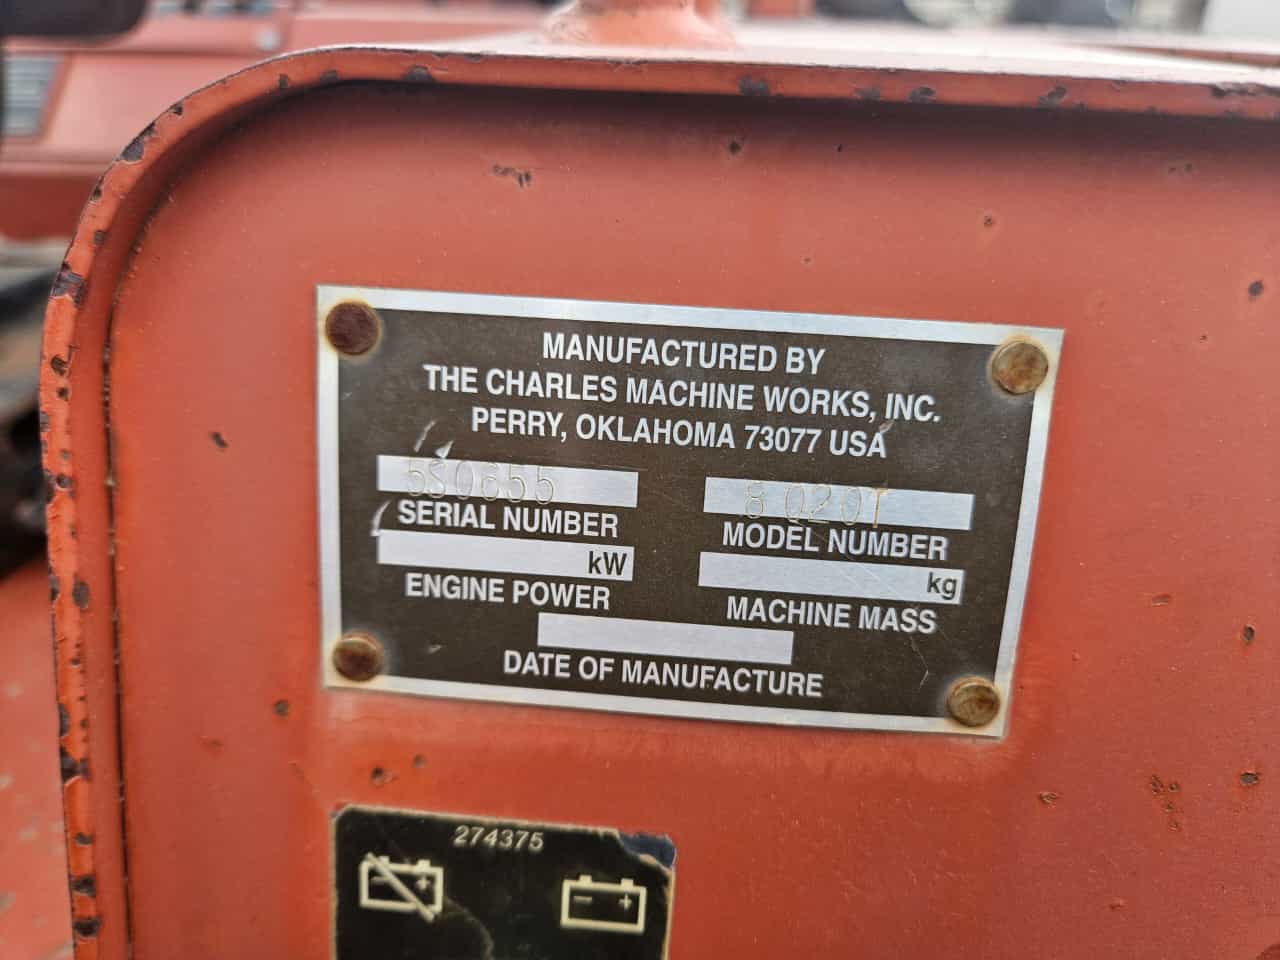 MANUFACTURED BY
THE CHARLES MACHINE WORKS, INC.
PERRY, OKLAHOMA 73077 USA
5S0655 8020T
SERIAL NUMBER MODEL NUMBER
kW kg
ENGINE POWER MACHINE MASS
DATE OF MANUFACTURE
274375